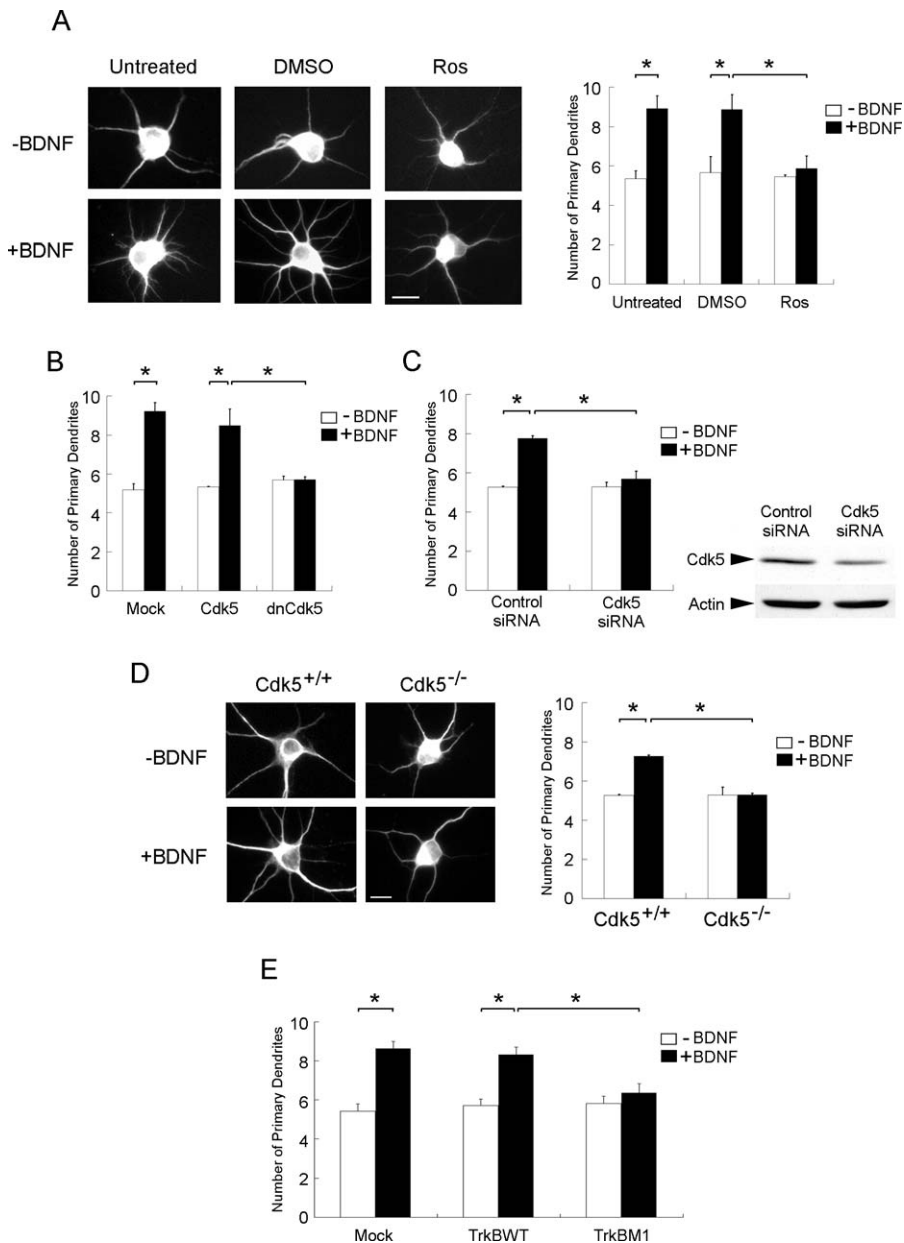 A
Untreated DMSO Ros
-BDNF
+BDNF
* * *
Number of Primary Dendrites
10
8
6
4
2
0
-BDNF
+BDNF
Untreated DMSO Ros
B
* * *
Number of Primary Dendrites
10
8
6
4
2
0
-BDNF
+BDNF
Mock Cdk5 dnCdk5
C
* *
Number of Primary Dendrites
10
8
6
4
2
0
-BDNF
+BDNF
Control siRNA Cdk5 siRNA
Control siRNA Cdk5 siRNA
Cdk5
Actin
D
Cdk5+/+ Cdk5-/-
-BDNF
+BDNF
* *
Number of Primary Dendrites
10
8
6
4
2
0
-BDNF
+BDNF
Cdk5+/+ Cdk5-/-
E
* * *
Number of Primary Dendrites
10
8
6
4
2
0
-BDNF
+BDNF
Mock TrkBWT TrkBM1